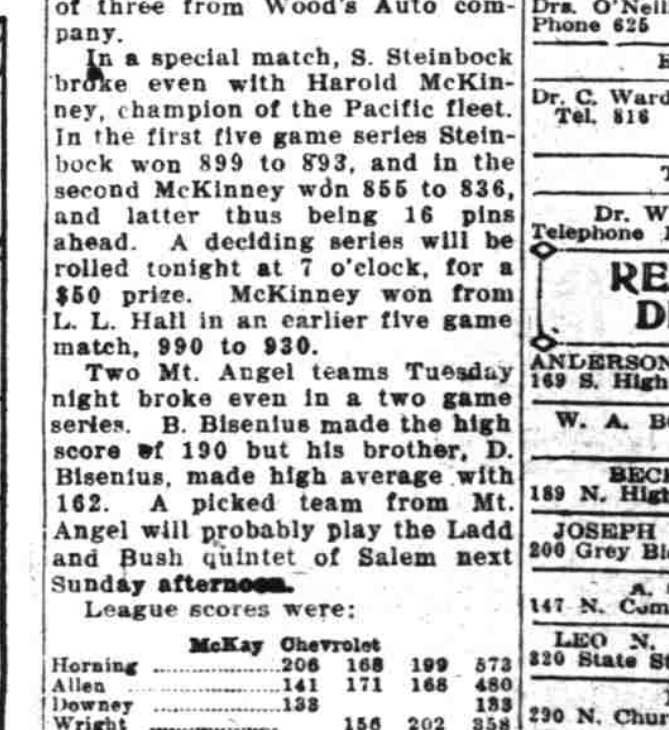 of three from Wood's Auto com-
pany.
In a special match, S. Steinbock
broke even with Harold McKin-
ney, champion of the Pacific fleet.
In the first five game series Stein-
bock won 899 to 893, and in the
second McKinney won 855 to 836,
and latter thus being 16 pins
ahead. A deciding series will be
rolled tonight at 7 o'clock, for a
$50 prize. McKinney won from
L. L. Hall in an earlier five game
match, 990 to 930.
Two Mt. Angel teams Tuesday
night broke even in a two game
series. B. Bisenius made the high
score of 190 but his brother, D.
Bisenius, made high average with
162. A picked team from Mt.
Angel will probably play the Ladd
and Bush quintet of Salem next
Sunday afternoon.
League scores were:
McKay Chevrolet
Horning 206 168 199 573
Allen 141 171 168 480
Downey 133 133
Wright 156 202 358
Drs. O'Neill
Phone 625
Dr. C. Ward
Tel. 816
Dr. W
Telephone
RE
D
ANDERSON
169 S. High
W. A. B
BEC
189 N. High
JOSEPH
200 Grey Bl
A.
147 N. Com
LEO N.
320 State St
290 N. Chur